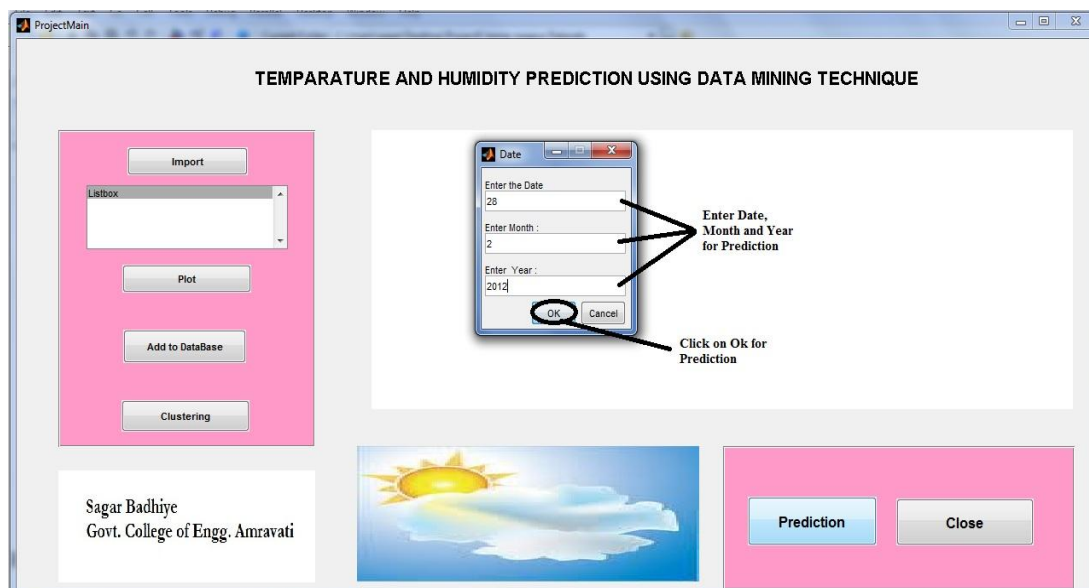 ProjectMain
TEMPARATURE AND HUMIDITY PREDICTION USING DATA MINING TECHNIQUE
Import
Listbox
Plot
Add to DataBase
Clustering
Date
Enter the Date
28
Enter Month :
2
Enter Year :
2012
OK
Cancel
Enter Date,
Month and Year
for Prediction
Click on Ok for
Prediction
Sagar Badhiye
Govt. College of Engg. Amravati
Prediction
Close